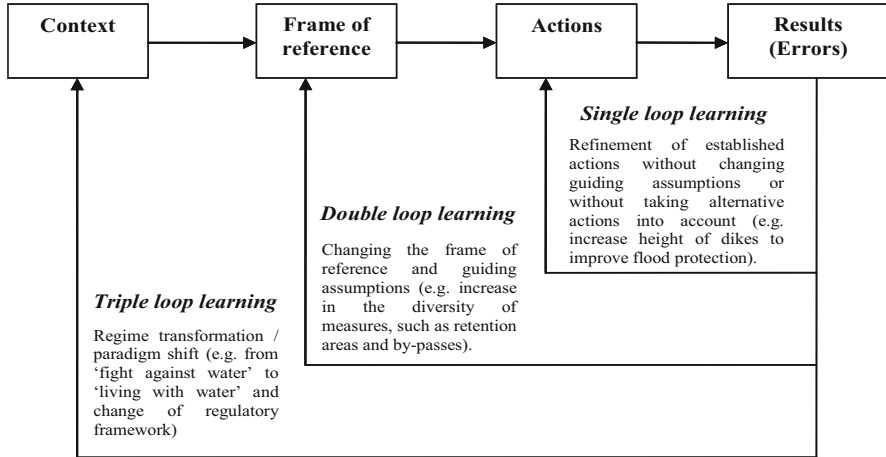 Context
Frame of
reference
Actions
Results
(Errors)
Single loop learning
Refinement of established
actions without changing
guiding assumptions or
without taking alternative
actions into account (e.g.
increase height of dikes to
improve flood protection).
Double loop learning
Changing the frame of
reference and guiding
assumptions (e.g. increase
in the diversity of
measures, such as retention
areas and by-passes).
Triple loop learning
Regime transformation /
paradigm shift (e.g. from
‘fight against water’ to
‘living with water’ and
change of regulatory
framework)